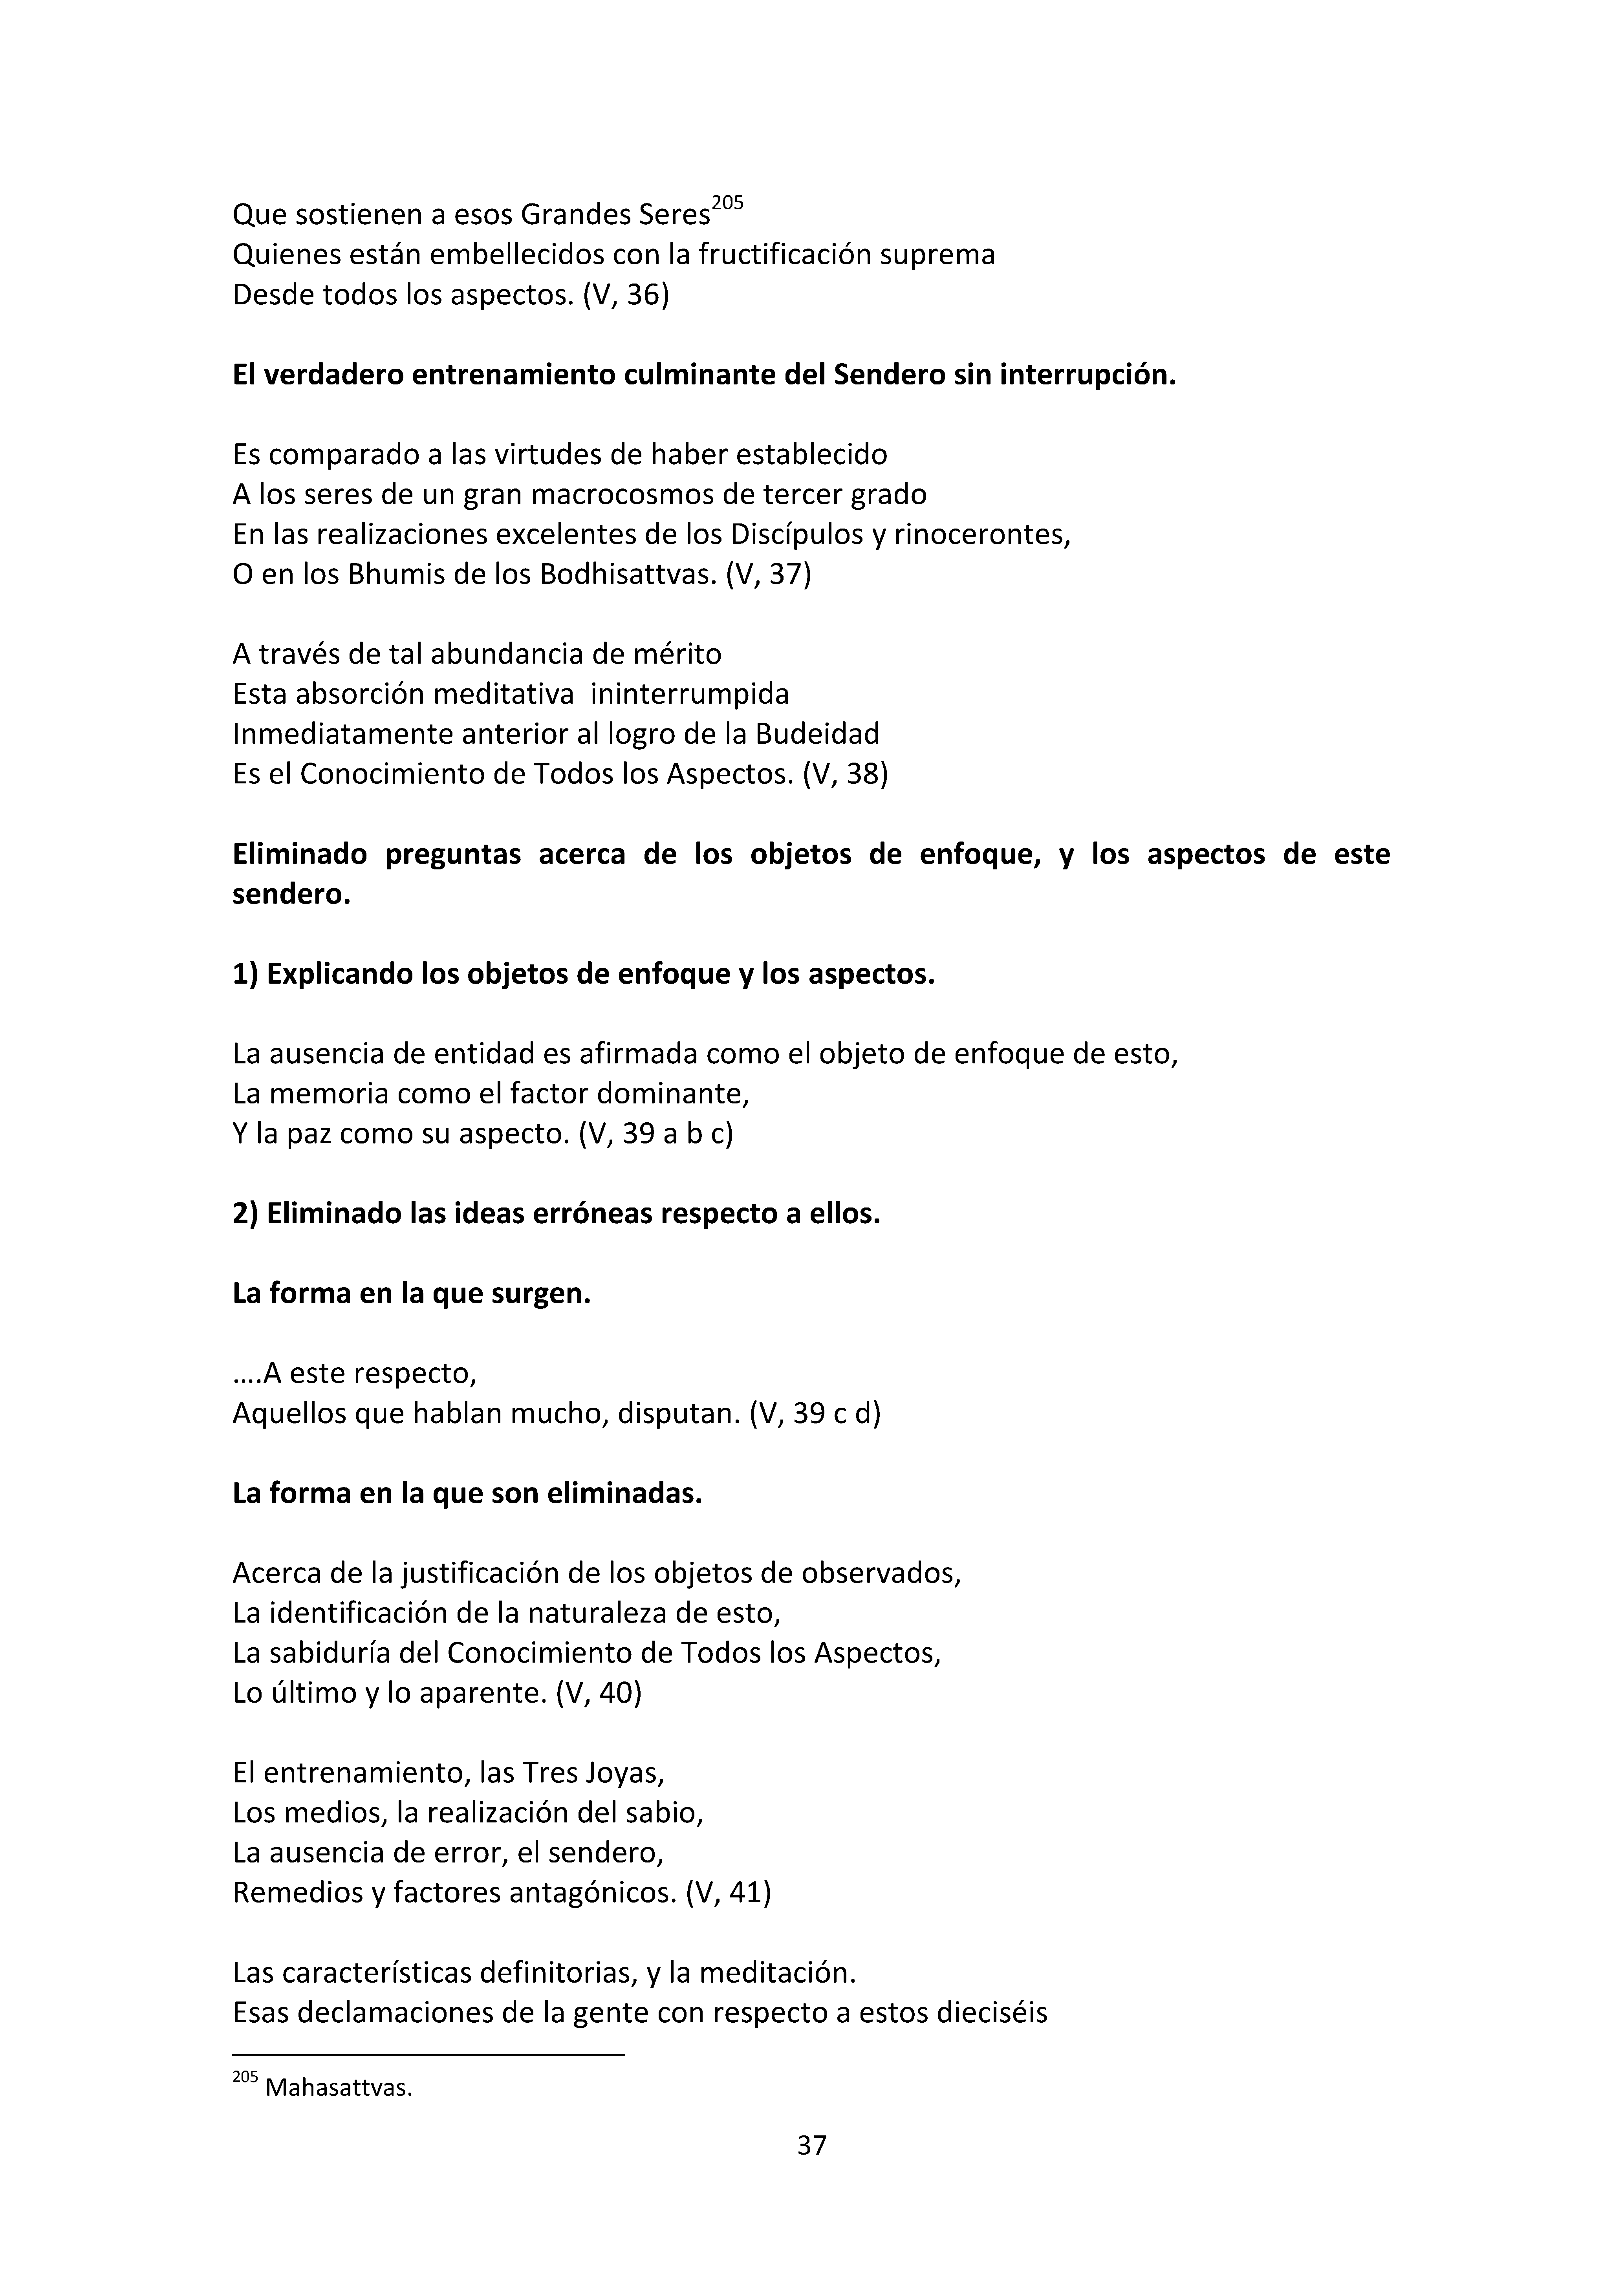 Que sostienen a esos Grandes Seres205
Quienes están embellecidos con la fructificación suprema
Desde todos los aspectos. (V, 36)
El verdadero entrenamiento culminante del Sendero sin interrupción.
Es comparado a las virtudes de haber establecido
A los seres de un gran macrocosmos de tercer grado
En las realizaciones excelentes de los Discípulos y rinocerontes,
O en los Bhumis de los Bodhisattvas. (V, 37)
A través de tal abundancia de mérito
Esta absorción meditativa  ininterrumpida
Inmediatamente anterior al logro de la Budeidad
Es el Conocimiento de Todos los Aspectos. (V, 38)
Eliminado preguntas acerca de los objetos de enfoque, y los aspectos de este
sendero.
1) Explicando los objetos de enfoque y los aspectos.
La ausencia de entidad es afirmada como el objeto de enfoque de esto,
La memoria como el factor dominante,
Y la paz como su aspecto. (V, 39 a b c)
2) Eliminado las ideas erróneas respecto a ellos.
La forma en la que surgen.
....A este respecto,
Aquellos que hablan mucho, disputan. (V, 39 c d)
La forma en la que son eliminadas.
Acerca de la justificación de los objetos de observados,
La identificación de la naturaleza de esto,
La sabiduría del Conocimiento de Todos los Aspectos,
Lo último y lo aparente. (V, 40)
El entrenamiento, las Tres Joyas,
Los medios, la realización del sabio,
La ausencia de error, el sendero,
Remedios y factores antagónicos. (V, 41)
Las características definitorias, y la meditación.
Esas declamaciones de la gente con respecto a estos dieciséis
205 Mahasattvas.
37